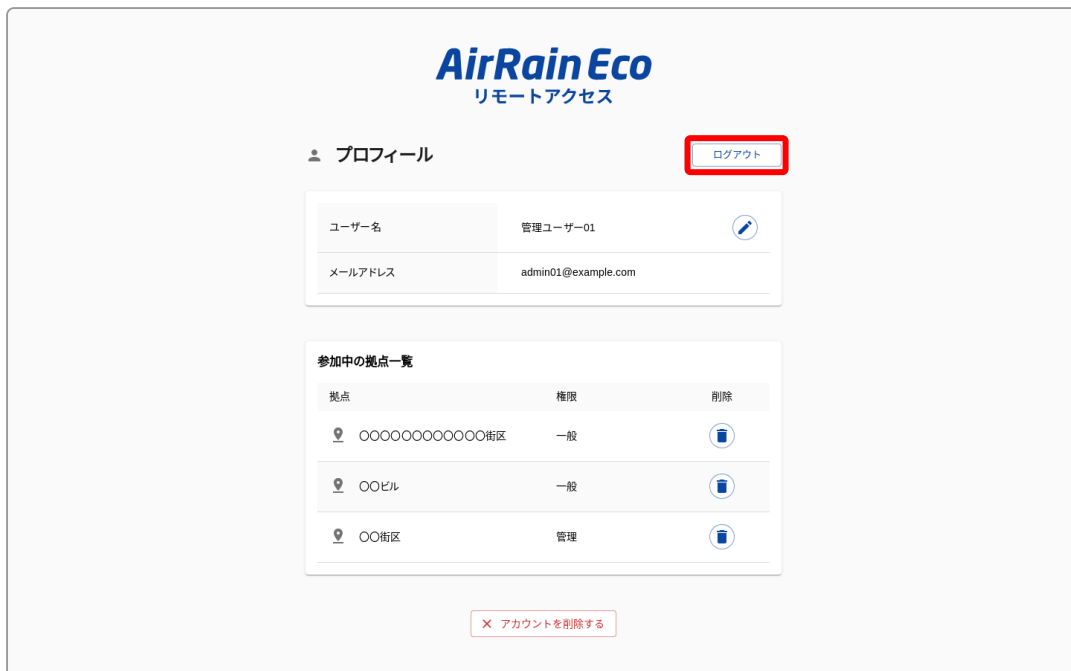 AirRain Eco
リモートアクセス
プロフィール
ログアウト
ユーザー名 管理ユーザー01
メールアドレス admin01@example.com
参加中の拠点一覧
拠点 権限 削除
〇〇〇〇〇〇〇〇〇〇〇〇街区 一般
〇〇ビル 一般
〇〇街区 管理
アカウントを削除する